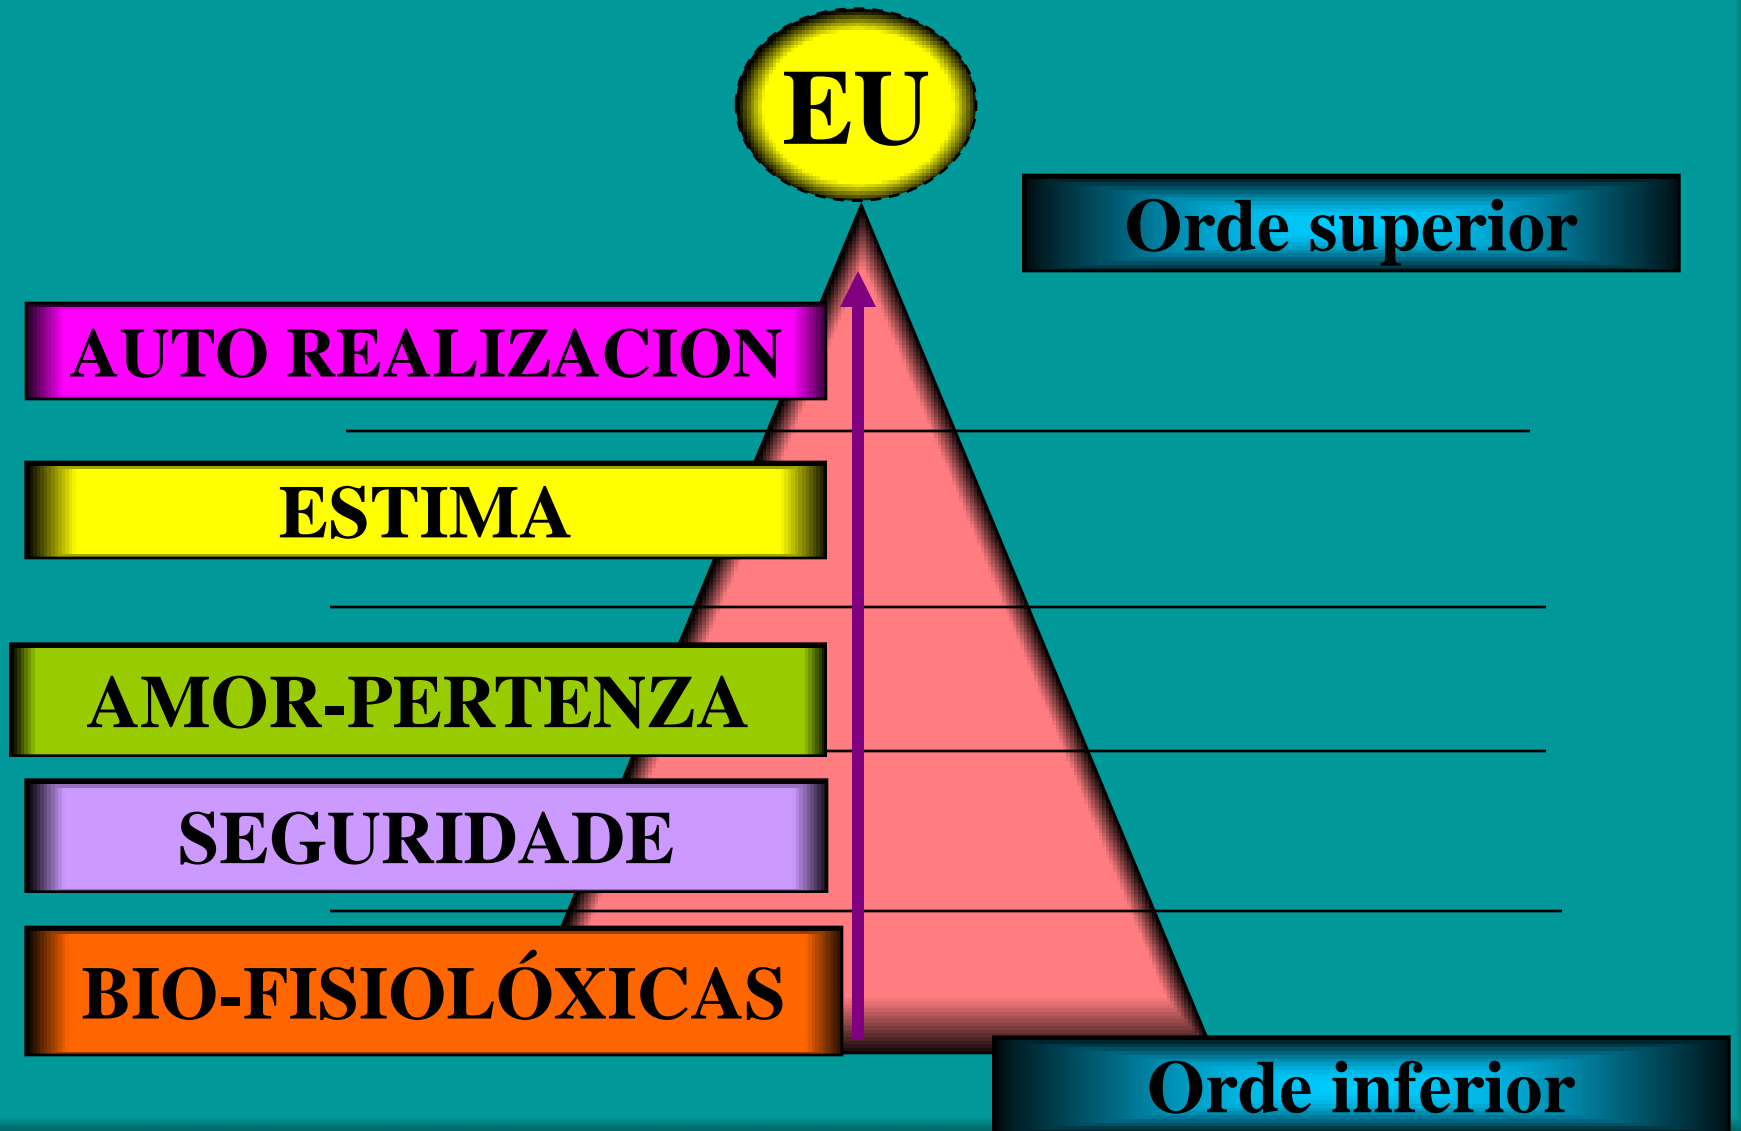 EU
Orde superior
AUTO REALIZACION
ESTIMA
AMOR-PERTENZA
SEGURIDADE
BIO-FISIOLÓXICAS
Orde inferior